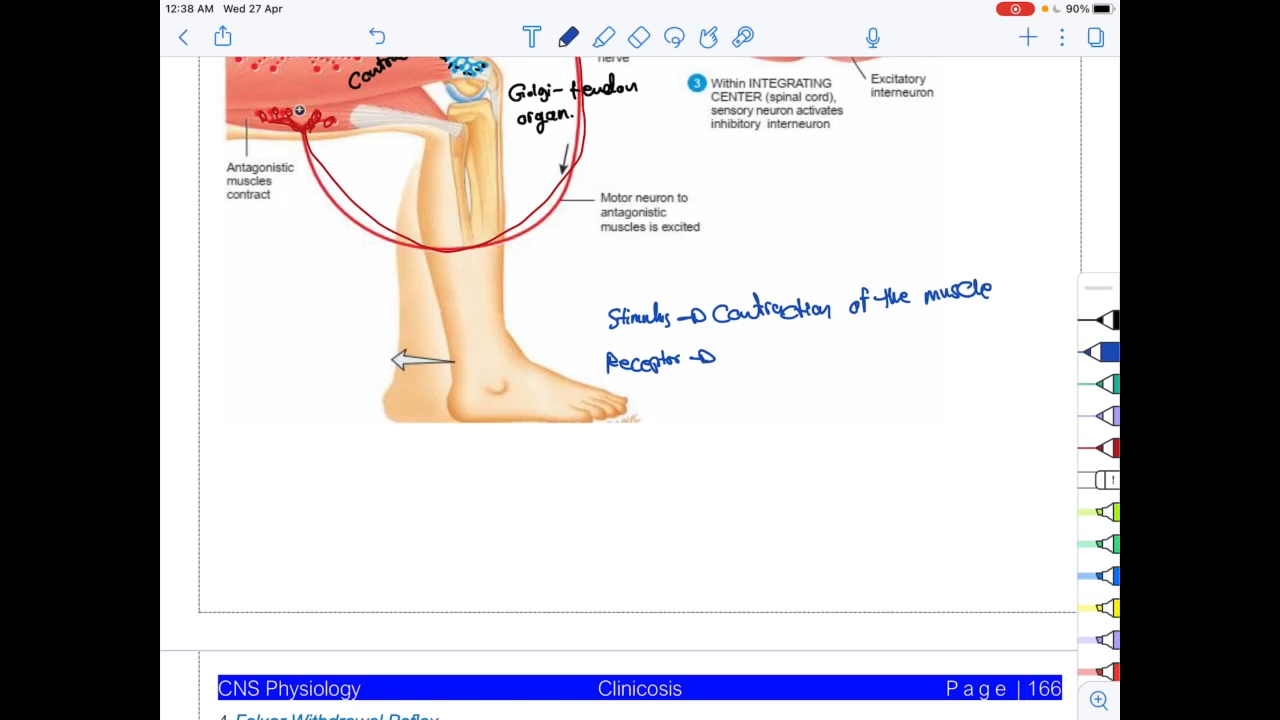 12:38 AM Wed 27 Apr
90%
nerve
Golgi-tendon
organ.
3 Within INTEGRATING
CENTER (spinal cord),
sensory neuron activates
inhibitory interneuron
Excitatory
interneuron
Antagonistic
muscles
contract
Motor neuron to
antagonistic
muscles is excited
Stimulus → Contraction of the muscle
Receptor →
CNS Physiology Clinicosis Page | 166